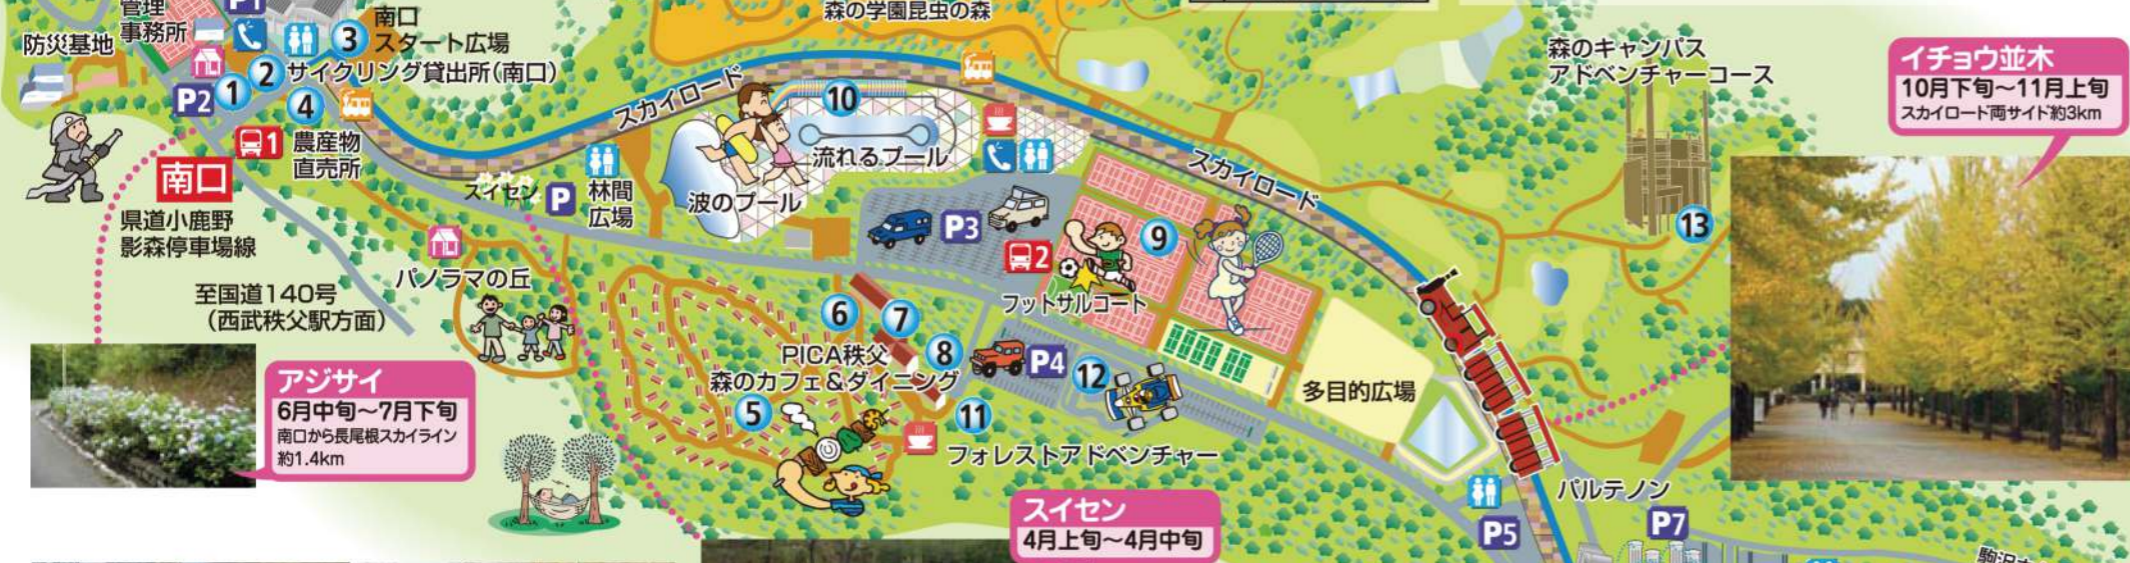 管理
事務所
P1
防災基地
南口
スタート広場
3
サイクリング貸出所(南口)
2
1
P2
4
1
農産物
直売所
南口
県道小鹿野
影森停車場線
至国道140号
(西武秩父駅方面)
パノラマの丘
アジサイ
6月中旬～7月下旬
南口から長尾根スカイライン
約1.4km
スイセン
P
林間
広場
スカイロード
森の学園昆虫の森
10
流れるプール
波のプール
P3
2
9
フットサルコート
スカイロード
6
7
8
PICA秩父
森のカフェ&ダイニング
5
P4
12
11
フォレストアドベンチャー
多目的広場
スイセン
4月上旬～4月中旬
森のキャンパス
アドベンチャーコース
13
イチョウ並木
10月下旬～11月上旬
スカイロード両サイド約3km
パルテノン
P5
P7